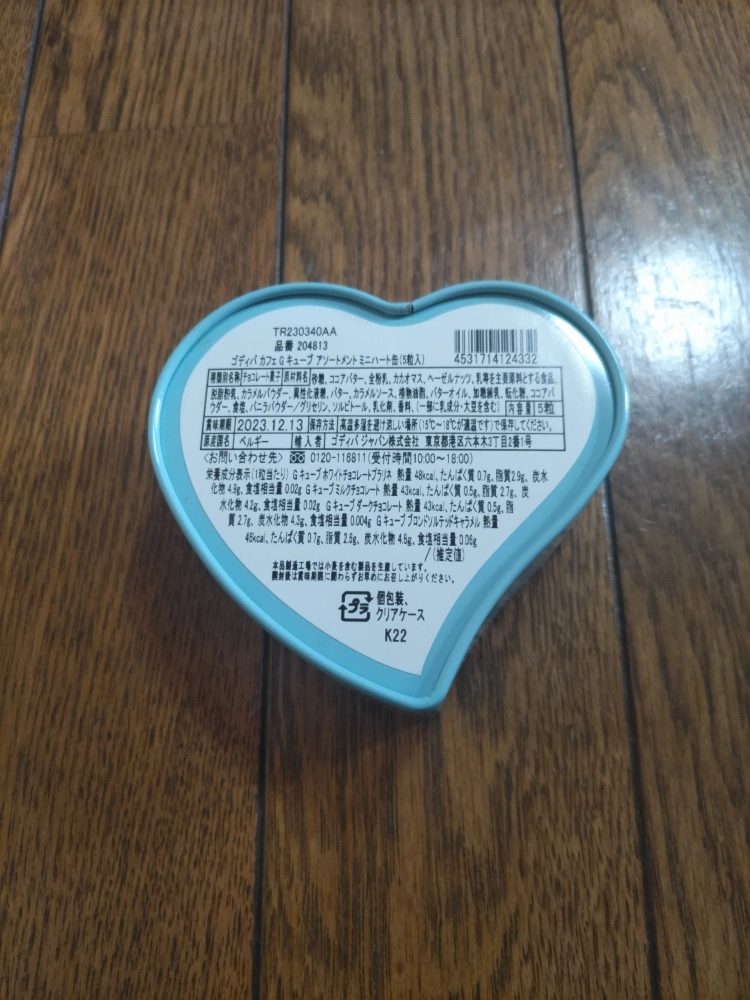 TR230340AA
品番 204813
ゴディバ カフェ G キューブ アソートメント ミニハート缶(5粒入)
4531714124332
種類別名称 チョコレート菓子 原材料名 砂糖、ココアバター、全粉乳、カカオマス、ヘーゼルナッツ、乳等を主要原料とする食品、
脱脂粉乳、カラメルパウダー、異性化液糖、バター、カラメルソース、植物油脂、バターオイル、加糖練乳、転化糖、ココアパ
ウダー、食塩、バニラパウダー/グリセリン、ソルビトール、乳化剤、香料、(一部に乳成分・大豆を含む) 内容量 5粒
賞味期限 2023.12.13 保存方法 高温多湿を避け涼しい場所(16℃~18℃が適温です)で保存してください。
原産国名 ベルギー 輸入者 ゴディバ ジャパン株式会社 東京都港区六本木3丁目2番1号
<お問い合わせ先> 0120-116811(受付時間10:00~18:00)
栄養成分表示(1粒当たり) G キューブ ホワイトチョコレートプラリネ 熱量 48kcal、たんぱく質 0.7g、脂質2.9g、炭水
化物 4.9g、食塩相当量 0.02g G キューブ ミルクチョコレート 熱量 43kcal、たんぱく質 0.5g、脂質 2.7g、炭
水化物 4.2g、食塩相当量 0.02g G キューブ ダークチョコレート 熱量 43kcal、たんぱく質 0.5g、脂
質 2.7g、炭水化物 4.3g、食塩相当量 0.004g G キューブ ブロンドソルテッドキャラメル 熱量
46kcal、たんぱく質 0.7g、脂質 2.6g、炭水化物 4.8g、食塩相当量 0.06g
/(推定値)
本品製造工場では小麦を含む製品を生産しています。
開封後は賞味期限に関わらずお早めにお召し上がりください。
プラ 個包装、
クリアケース
K22